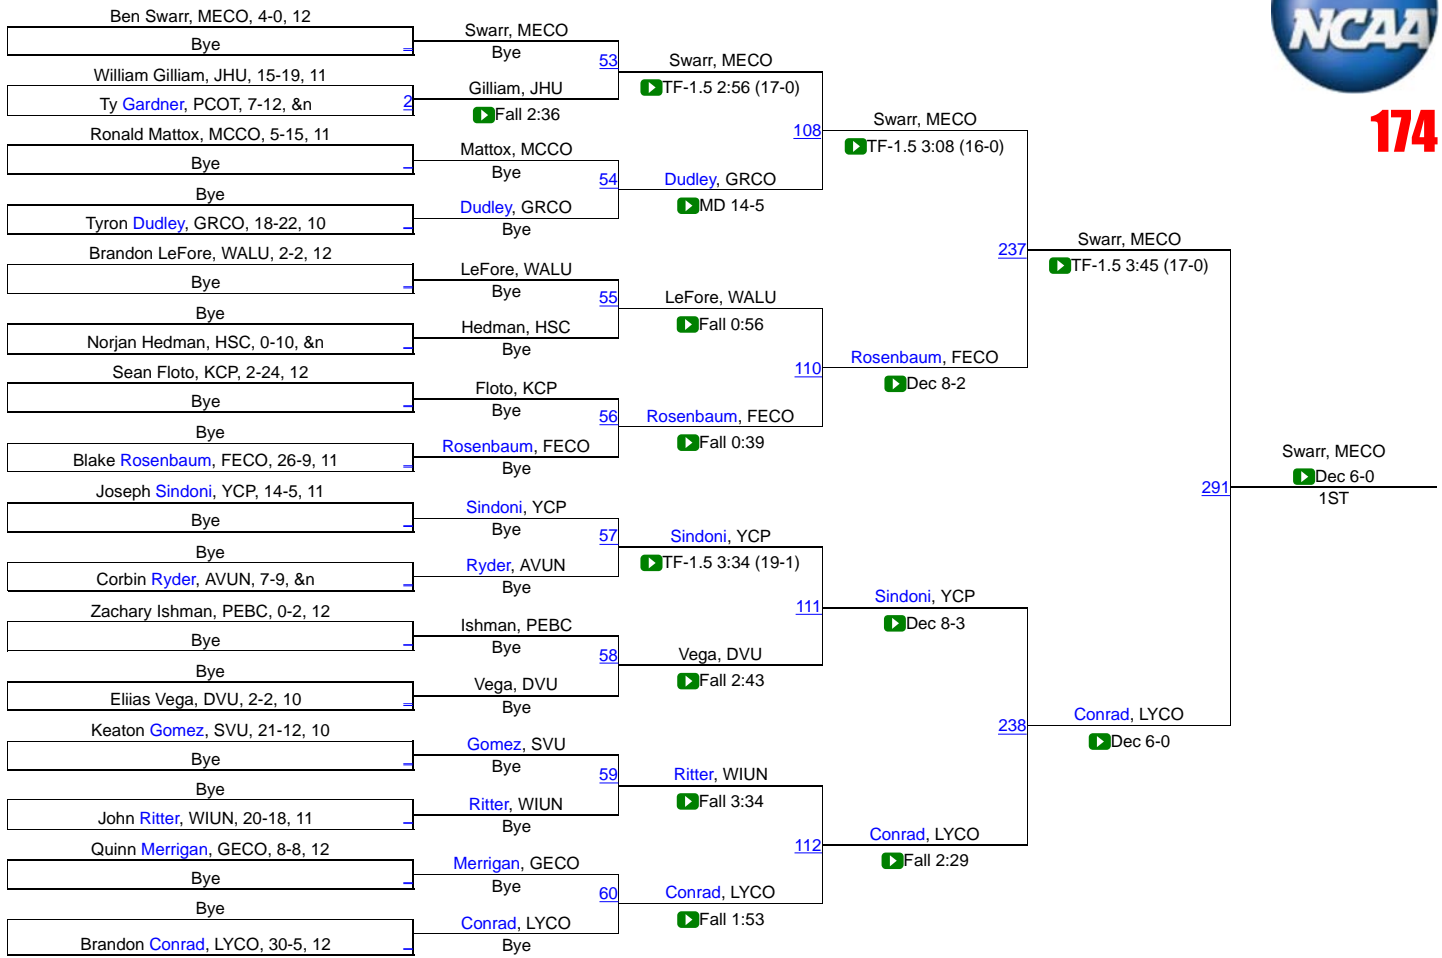 NCAA
174
Ben Swarr, MECO, 4-0, 12
Bye
William Gilliam, JHU, 15-19, 11
Ty Gardner, PCOT, 7-12, &n
2
Ronald Mattox, MCCO, 5-15, 11
Bye
Bye
Tyron Dudley, GRCO, 18-22, 10
Brandon LeFore, WALU, 2-2, 12
Bye
Bye
Norjan Hedman, HSC, 0-10, &n
Sean Floto, KCP, 2-24, 12
Bye
Bye
Blake Rosenbaum, FECO, 26-9, 11
Joseph Sindoni, YCP, 14-5, 11
Bye
Bye
Corbin Ryder, AVUN, 7-9, &n
Zachary Ishman, PEBC, 0-2, 12
Bye
Bye
Eliias Vega, DVU, 2-2, 10
Keaton Gomez, SVU, 21-12, 10
Bye
Bye
John Ritter, WIUN, 20-18, 11
Quinn Merrigan, GECO, 8-8, 12
Bye
Bye
Brandon Conrad, LYCO, 30-5, 12
Swarr, MECO
Bye
53
Gilliam, JHU
Fall 2:36
Mattox, MCCO
Bye
54
Dudley, GRCO
Bye
LeFore, WALU
Bye
55
Hedman, HSC
Bye
Floto, KCP
Bye
56
Rosenbaum, FECO
Bye
Sindoni, YCP
Bye
57
Ryder, AVUN
Bye
Ishman, PEBC
Bye
58
Vega, DVU
Bye
Gomez, SVU
Bye
59
Ritter, WIUN
Bye
Merrigan, GECO
Bye
60
Conrad, LYCO
Bye
Swarr, MECO
TF-1.5 2:56 (17-0)
108
Dudley, GRCO
MD 14-5
LeFore, WALU
Fall 0:56
110
Rosenbaum, FECO
Fall 0:39
Sindoni, YCP
TF-1.5 3:34 (19-1)
111
Vega, DVU
Fall 2:43
Ritter, WIUN
Fall 3:34
112
Conrad, LYCO
Fall 1:53
Swarr, MECO
TF-1.5 3:08 (16-0)
237
Rosenbaum, FECO
Dec 8-2
Sindoni, YCP
Dec 8-3
238
Conrad, LYCO
Fall 2:29
Swarr, MECO
TF-1.5 3:45 (17-0)
291
Conrad, LYCO
Dec 6-0
Swarr, MECO
Dec 6-0
1ST